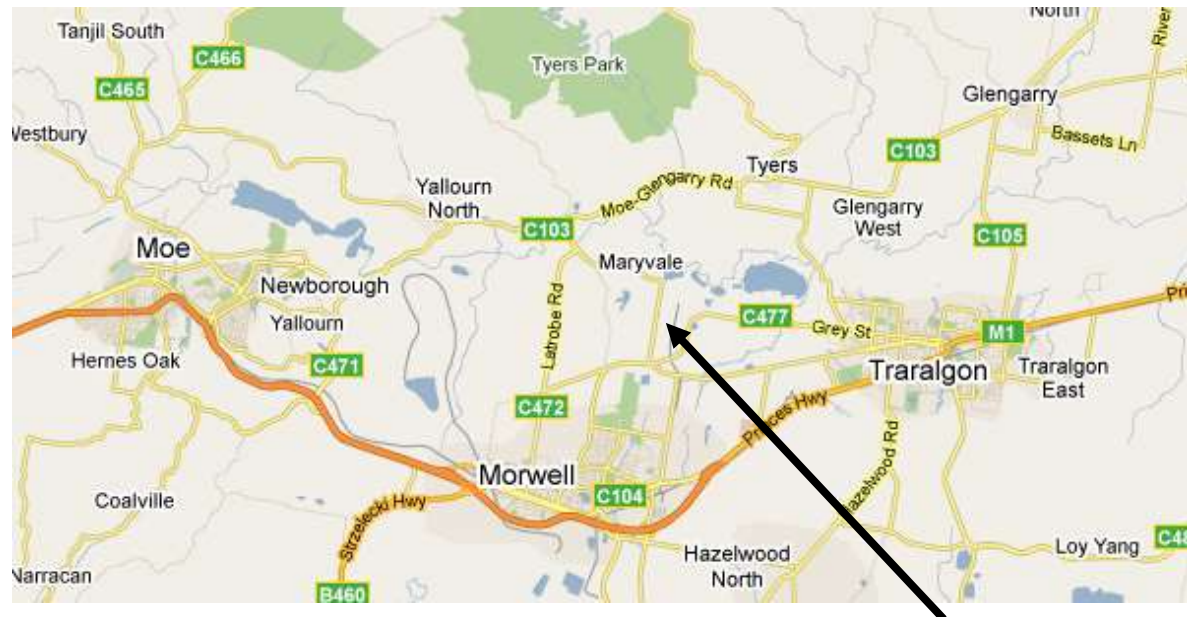 Tanjil South
North
River
C466
Tyers Park
C465
Glengarry
Westbury
Bassets Ln
C103
Tyers
Yallourn
North
Moe-Glengarry Rd
Glengarry
West
C103
C105
Moe
Maryvale
Newborough
Latrobe Rd
C477
Grey St
M1
Yallourn
Hernes Oak
C471
Traralgon
Traralgon
East
C472
Princes Hwy
Morwell
C104
Hazelwood Rd
Coalville
Strzelecki Hwy
Hazelwood
North
Loy Yang
Narracan
B460